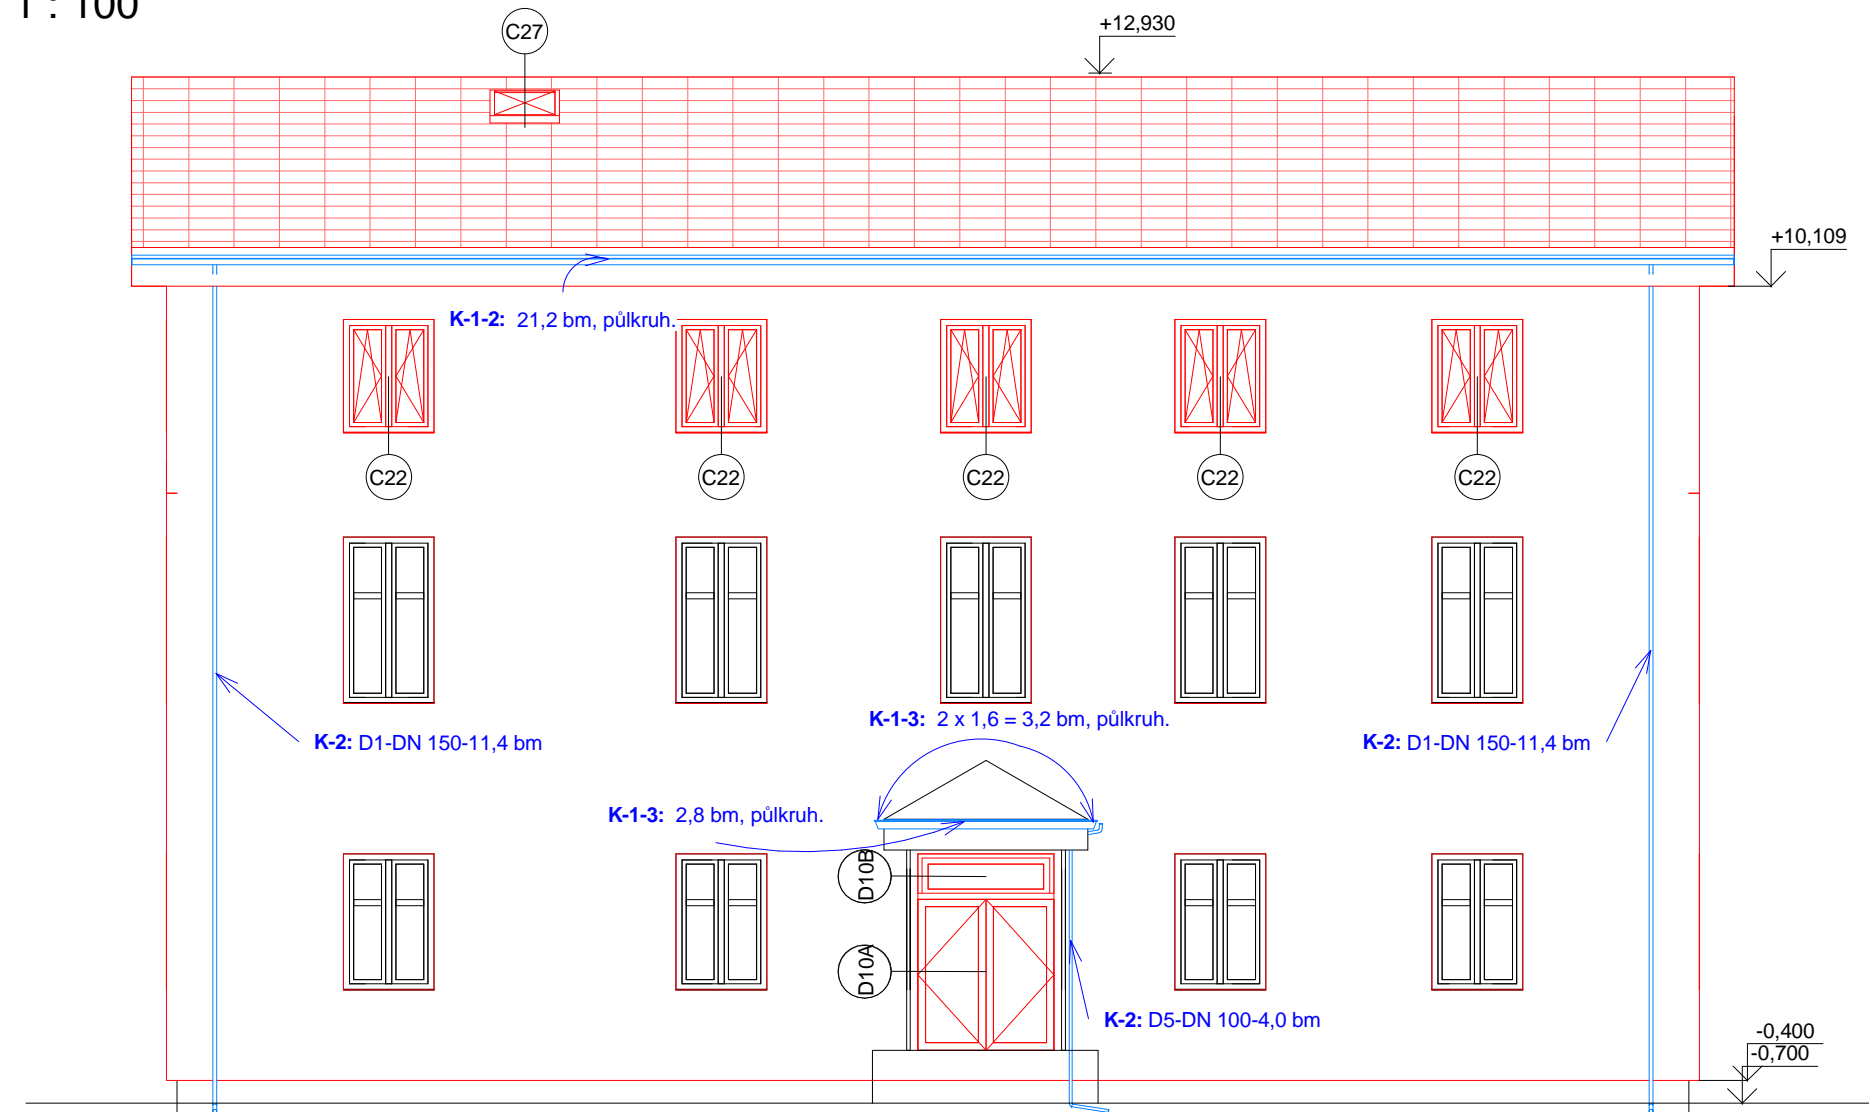 1 : 100
C27
+12,930
+10,109
K-1-2: 21,2 bm, půlkruh.
C22
C22
C22
C22
C22
K-1-3: 2 x 1,6 = 3,2 bm, půlkruh.
K-2: D1-DN 150-11,4 bm
K-2: D1-DN 150-11,4 bm
K-1-3: 2,8 bm, půlkruh.
D10B
D10A
K-2: D5-DN 100-4,0 bm
-0,400
-0,700